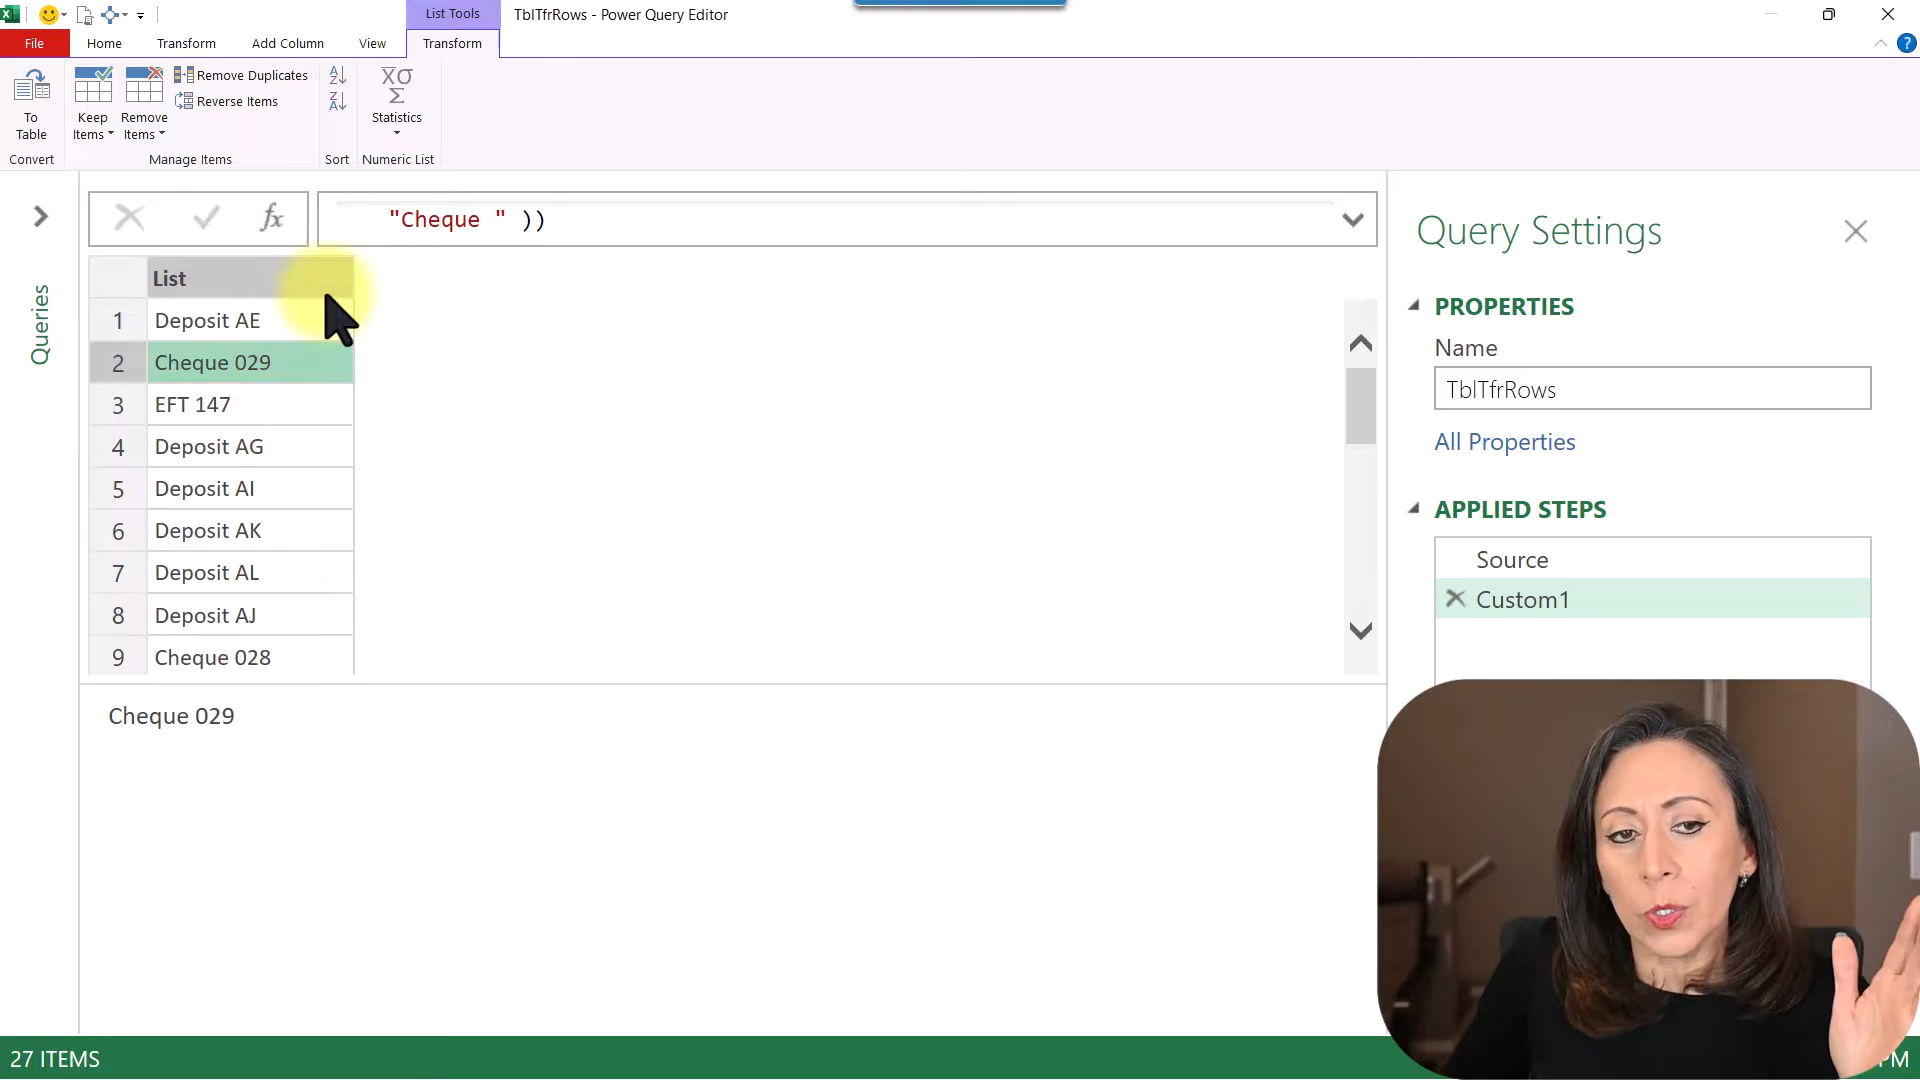 List Tools
TblTfrRows - Power Query Editor
File
Home
Transform
Add Column
View
Transform
?
To Table
Keep Items
Remove Items
Remove Duplicates
Reverse Items
A Z
Z A
X̅σ Σ
Statistics
Convert
Manage Items
Sort
Numeric List
Queries
fx
"Cheque " ))
List
1 Deposit AE
2 Cheque 029
3 EFT 147
4 Deposit AG
5 Deposit AI
6 Deposit AK
7 Deposit AL
8 Deposit AJ
9 Cheque 028
Cheque 029
Query Settings
PROPERTIES
Name
TblTfrRows
All Properties
APPLIED STEPS
Source
Custom1
27 ITEMS
PM